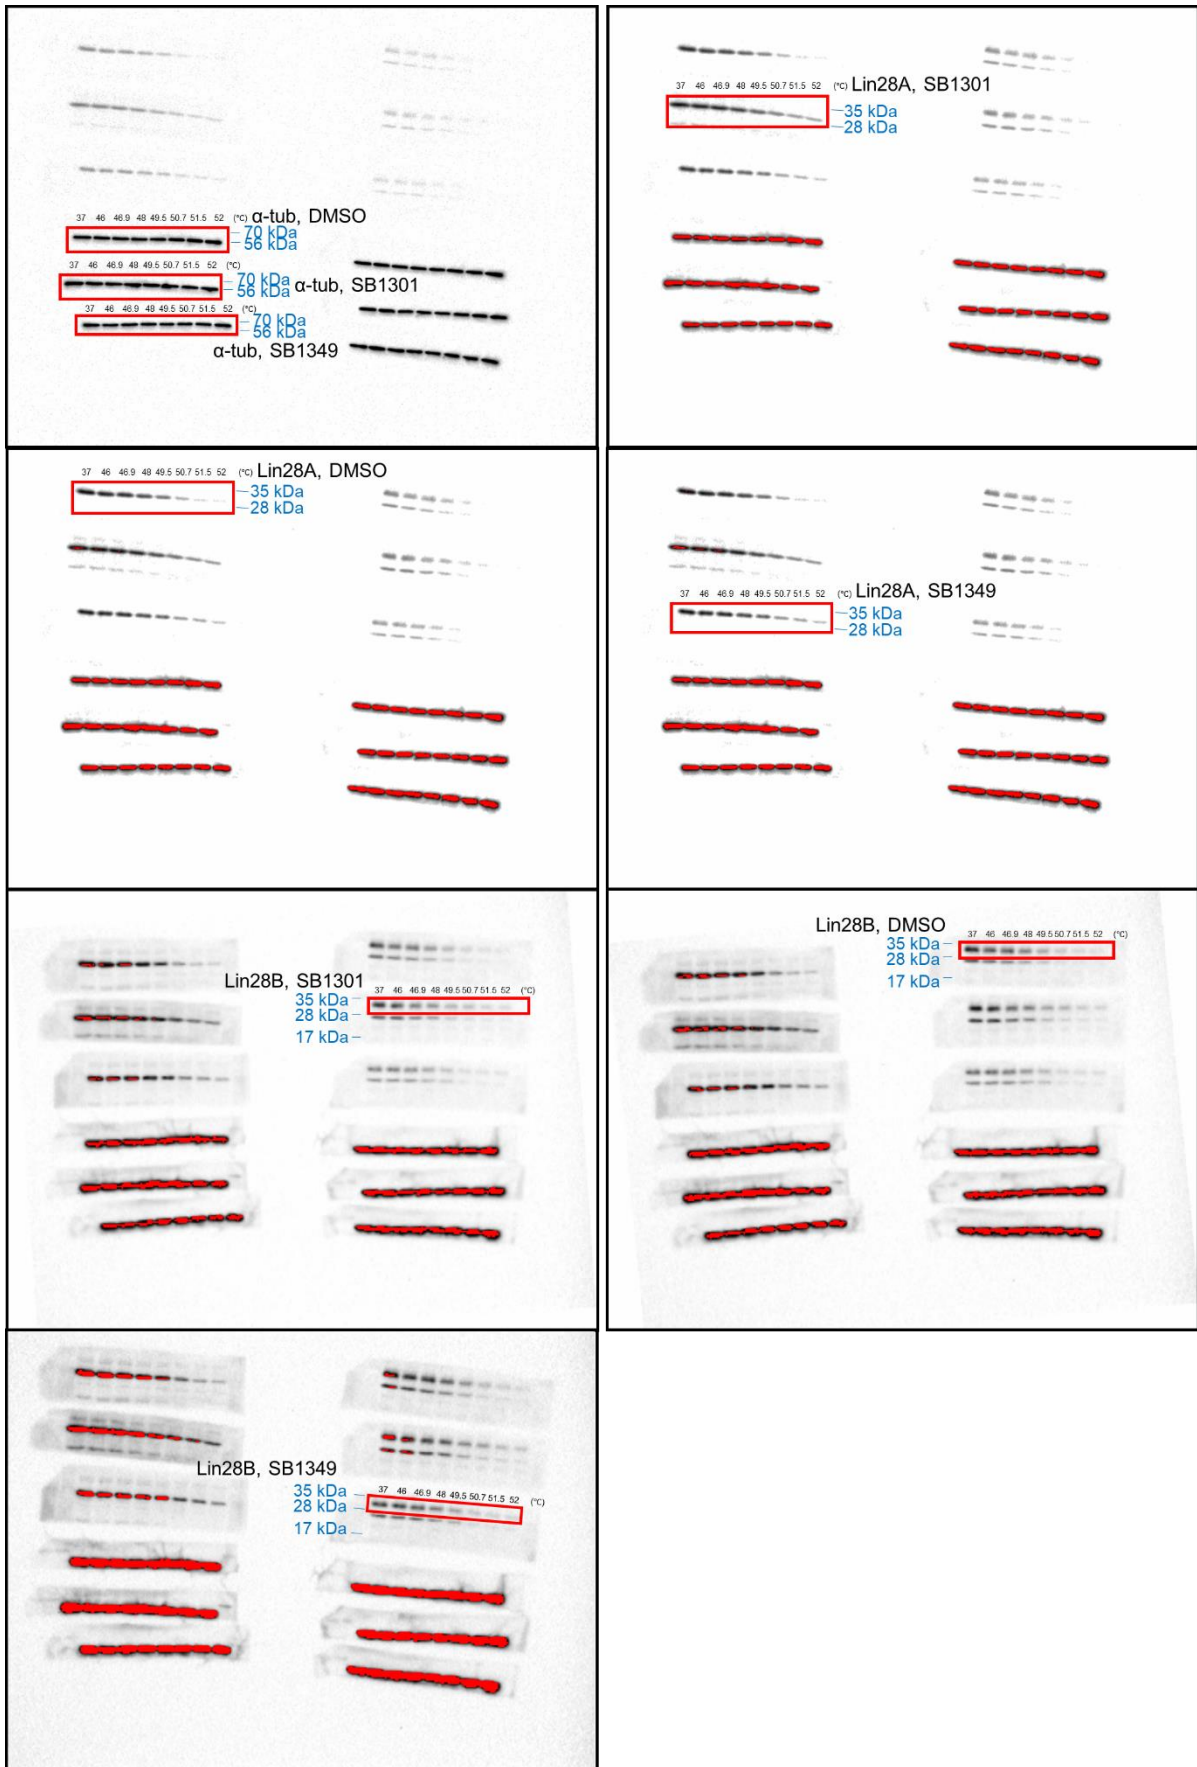 37 46 46.9 48 49.5 50.7 51.5 52 (°C) α-tub, DMSO
70 kDa
56 kDa
37 46 46.9 48 49.5 50.7 51.5 52 (°C)
70 kDa
56 kDa α-tub, SB1301
37 46 46.9 48 49.5 50.7 51.5 52 (°C)
70 kDa
56 kDa
α-tub, SB1349
37 46 46.9 48 49.5 50.7 51.5 52 (°C) Lin28A, SB1301
35 kDa
28 kDa
37 46 46.9 48 49.5 50.7 51.5 52 (°C) Lin28A, DMSO
35 kDa
28 kDa
37 46 46.9 48 49.5 50.7 51.5 52 (°C) Lin28A, SB1349
35 kDa
28 kDa
Lin28B, SB1301
37 46 46.9 48 49.5 50.7 51.5 52 (°C)
35 kDa
28 kDa
17 kDa
Lin28B, DMSO
37 46 46.9 48 49.5 50.7 51.5 52 (°C)
35 kDa
28 kDa
17 kDa
Lin28B, SB1349
37 46 46.9 48 49.5 50.7 51.5 52 (°C)
35 kDa
28 kDa
17 kDa